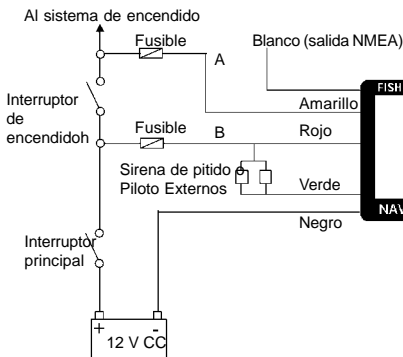 Al sistema de encendido
Fusible
A
Blanco (salida NMEA)
FISH
Interruptor
de
encendidoh
Amarillo
Fusible
B
Rojo
Sirena de pitido o
Piloto Externos
Verde
Negro
NAV
Interruptor
principal
+ -
12 V CC